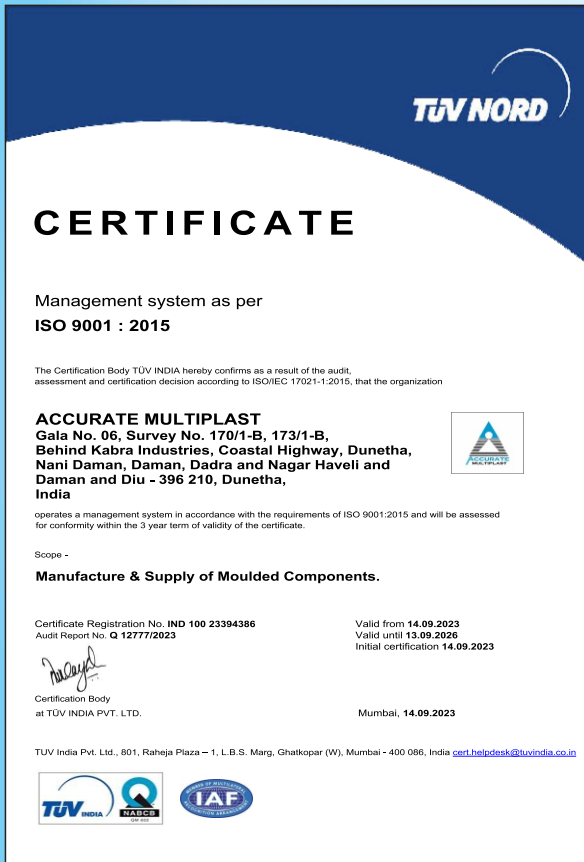 TÜV NORD
CERTIFICATE
Management system as per
ISO 9001 : 2015
The Certification Body TÜV INDIA hereby confirms as a result of the audit,
assessment and certification decision according to ISO/IEC 17021-1:2015, that the organization
ACCURATE MULTIPLAST
Gala No. 06, Survey No. 170/1-B, 173/1-B,
Behind Kabra Industries, Coastal Highway, Dunetha,
Nani Daman, Daman, Dadra and Nagar Haveli and
Daman and Diu - 396 210, Dunetha,
India
ACCURATE
MULTIPLAST
operates a management system in accordance with the requirements of ISO 9001:2015 and will be assessed
for conformity within the 3 year term of validity of the certificate.
Scope -
Manufacture & Supply of Moulded Components.
Certificate Registration No. IND 100 23394386
Audit Report No. Q 12777/2023
Valid from 14.09.2023
Valid until 13.09.2026
Initial certification 14.09.2023
Certification Body
at TÜV INDIA PVT. LTD.
Mumbai, 14.09.2023
TUV India Pvt. Ltd., 801, Raheja Plaza – 1, L.B.S. Marg, Ghatkopar (W), Mumbai - 400 086, India cert.helpdesk@tuvindia.co.in
TÜV INDIA
NABCB
MEMBER OF MULTILATERAL
IAF
RECOGNITION ARRANGEMENT